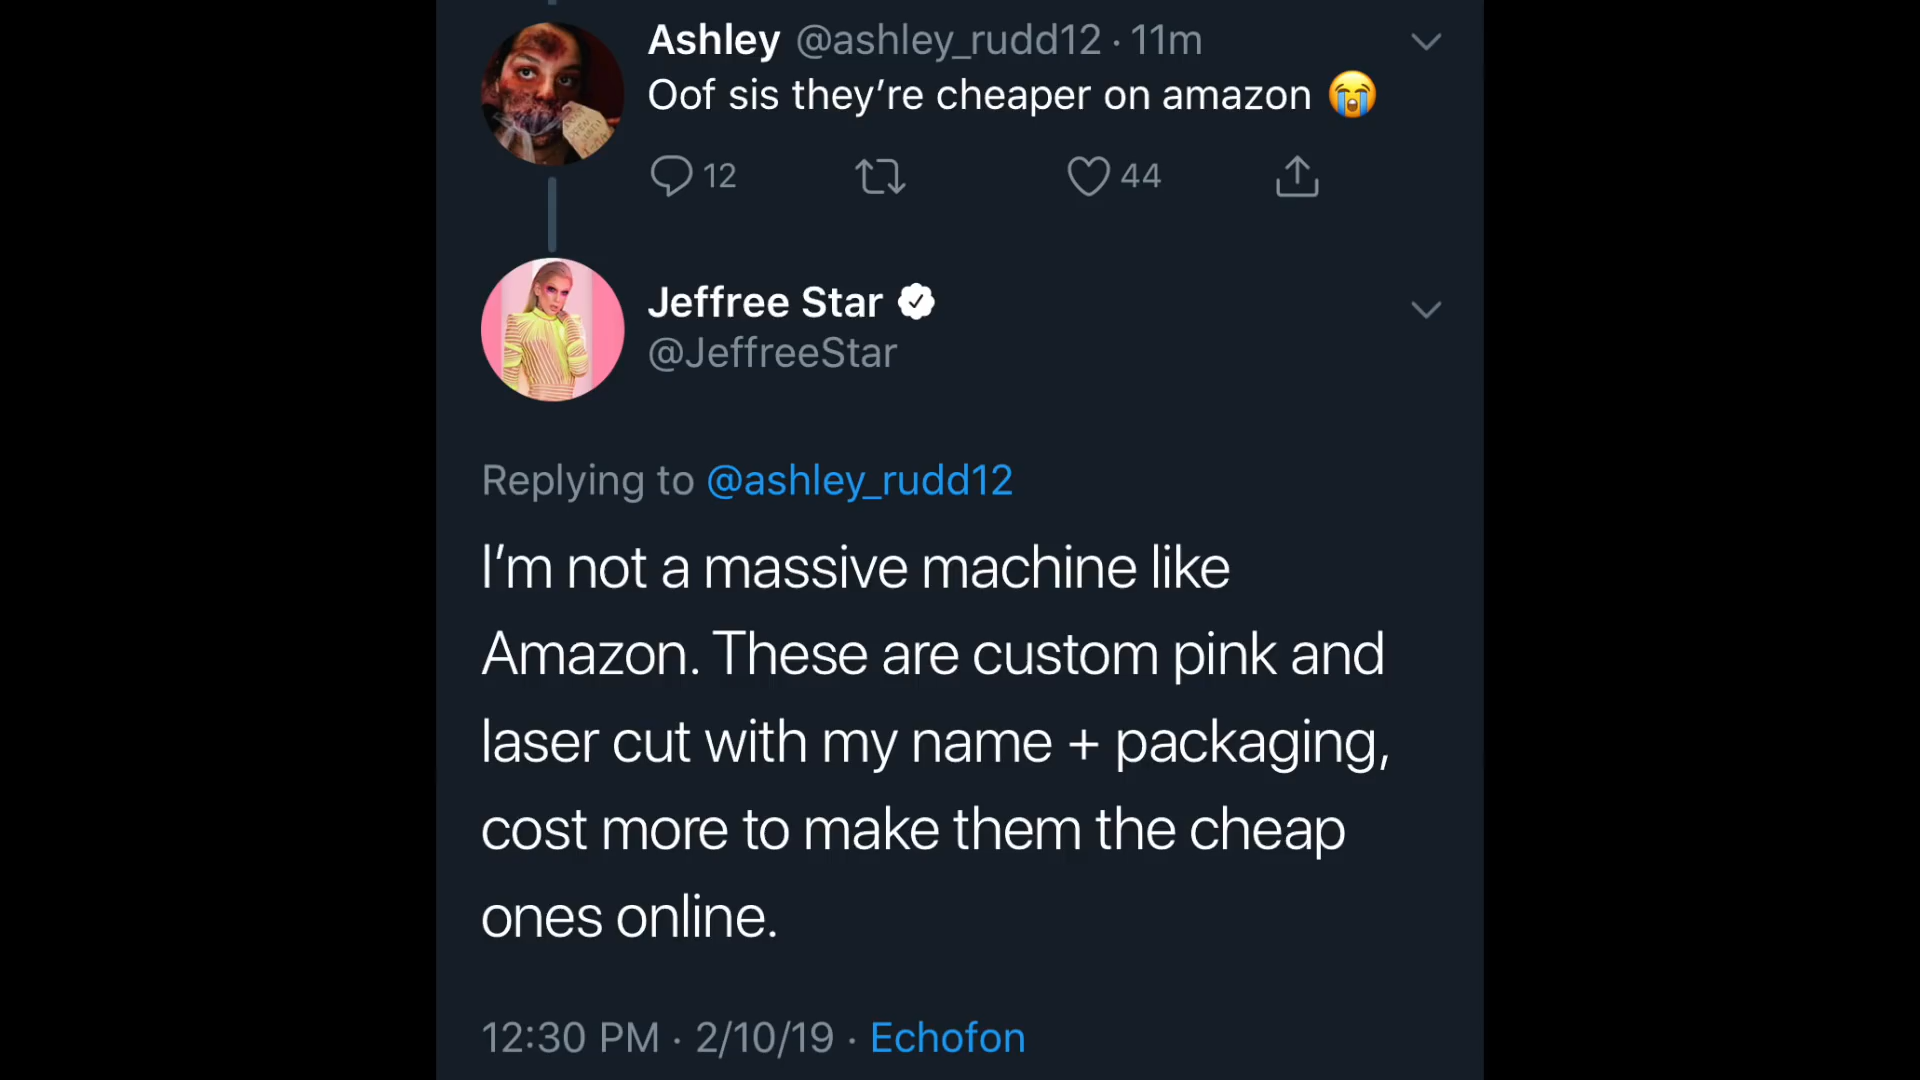 Ashley @ashley_rudd12 · 11m
Oof sis they’re cheaper on amazon 😭
12 44
Jeffree Star
@JeffreeStar
Replying to @ashley_rudd12
I’m not a massive machine like
Amazon. These are custom pink and
laser cut with my name + packaging,
cost more to make them the cheap
ones online.
12:30 PM · 2/10/19 · Echofon